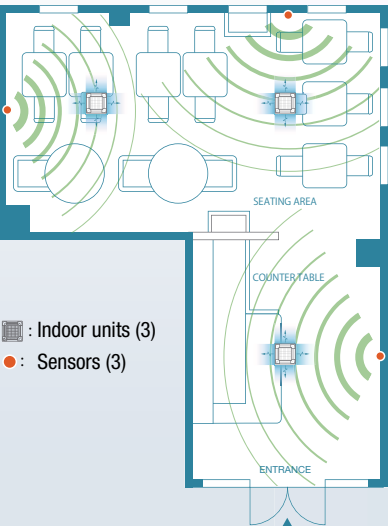 SEATING AREA
COUNTER TABLE
: Indoor units (3)
: Sensors (3)
ENTRANCE